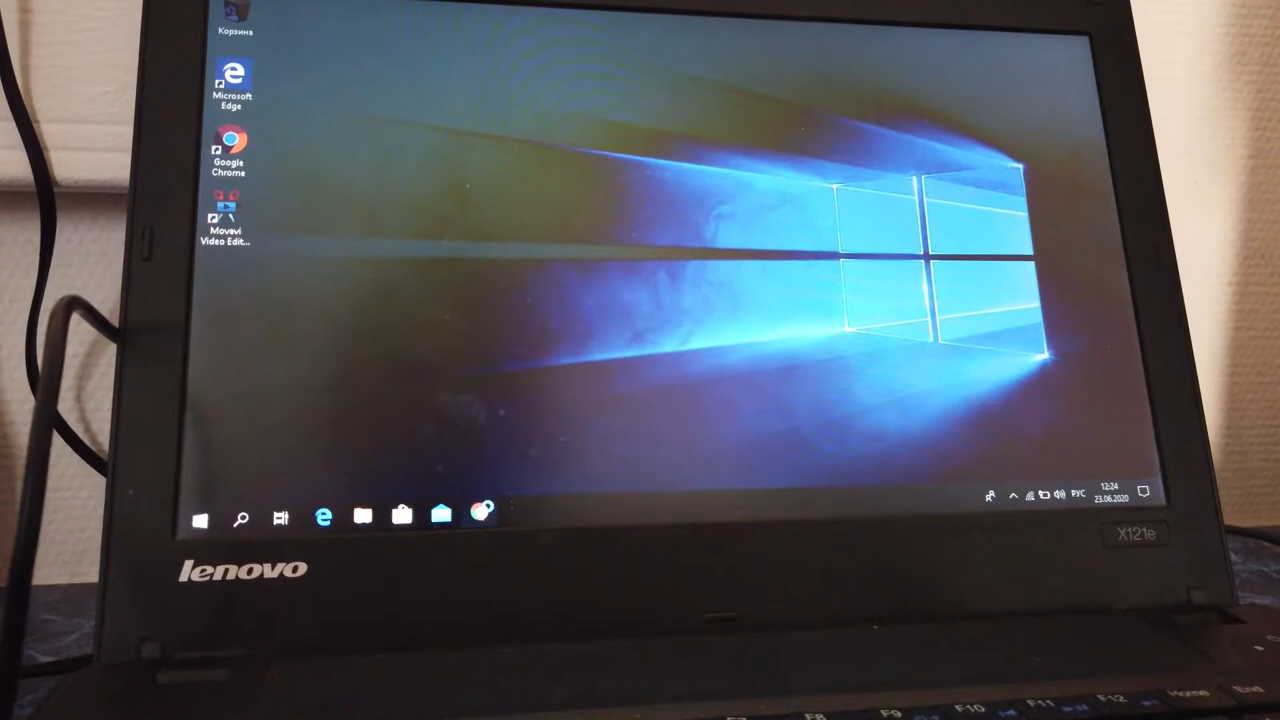 Корзина
Microsoft
Edge
Google
Chrome
Movavi
Video Edit...
РУС
12:24
23.06.2020
X121e
lenovo
F7
F8
F9
F10
F11
F12
Home
End